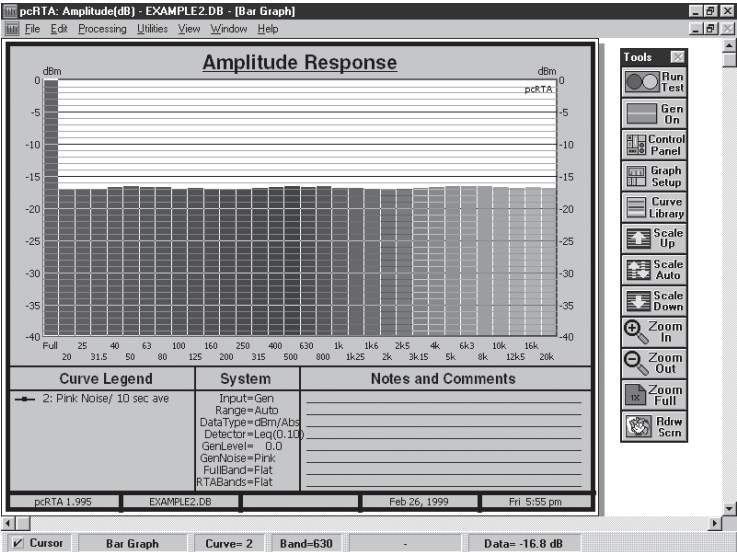 pcRTA: Amplitude(dB) - EXAMPLE2.DB - [Bar Graph]
File Edit Processing Utilities View Window Help
Amplitude Response
dBm dBm
pcRTA
0 0
-5 -5
-10 -10
-15 -15
-20 -20
-25 -25
-30 -30
-35 -35
-40 -40
Full 25 40 63 100 160 250 400 630 1k 1k6 2k5 4k 6k3 10k 16k
20 31.5 50 80 125 200 315 500 800 1k25 2k 3k15 5k 8k 12k5 20k
Curve Legend
2: Pink Noise/ 10 sec ave
System
Input=Gen
Range=Auto
DataType=dBm/Abs
Detector=Leq(0.10)
GenLevel= 0.0
GenNoise=Pink
FullBand=Flat
RTABands=Flat
Notes and Comments
pcRTA 1.995 EXAMPLE2.DB Feb 26, 1999 Fri 5:55 pm
Tools
Run Test
Gen On
Control Panel
Graph Setup
Curve Library
Scale Up
Scale Auto
Scale Down
Zoom In
Zoom Out
1X Zoom Full
Rdrw Scrn
Cursor Bar Graph Curve= 2 Band=630 - Data= -16.8 dB